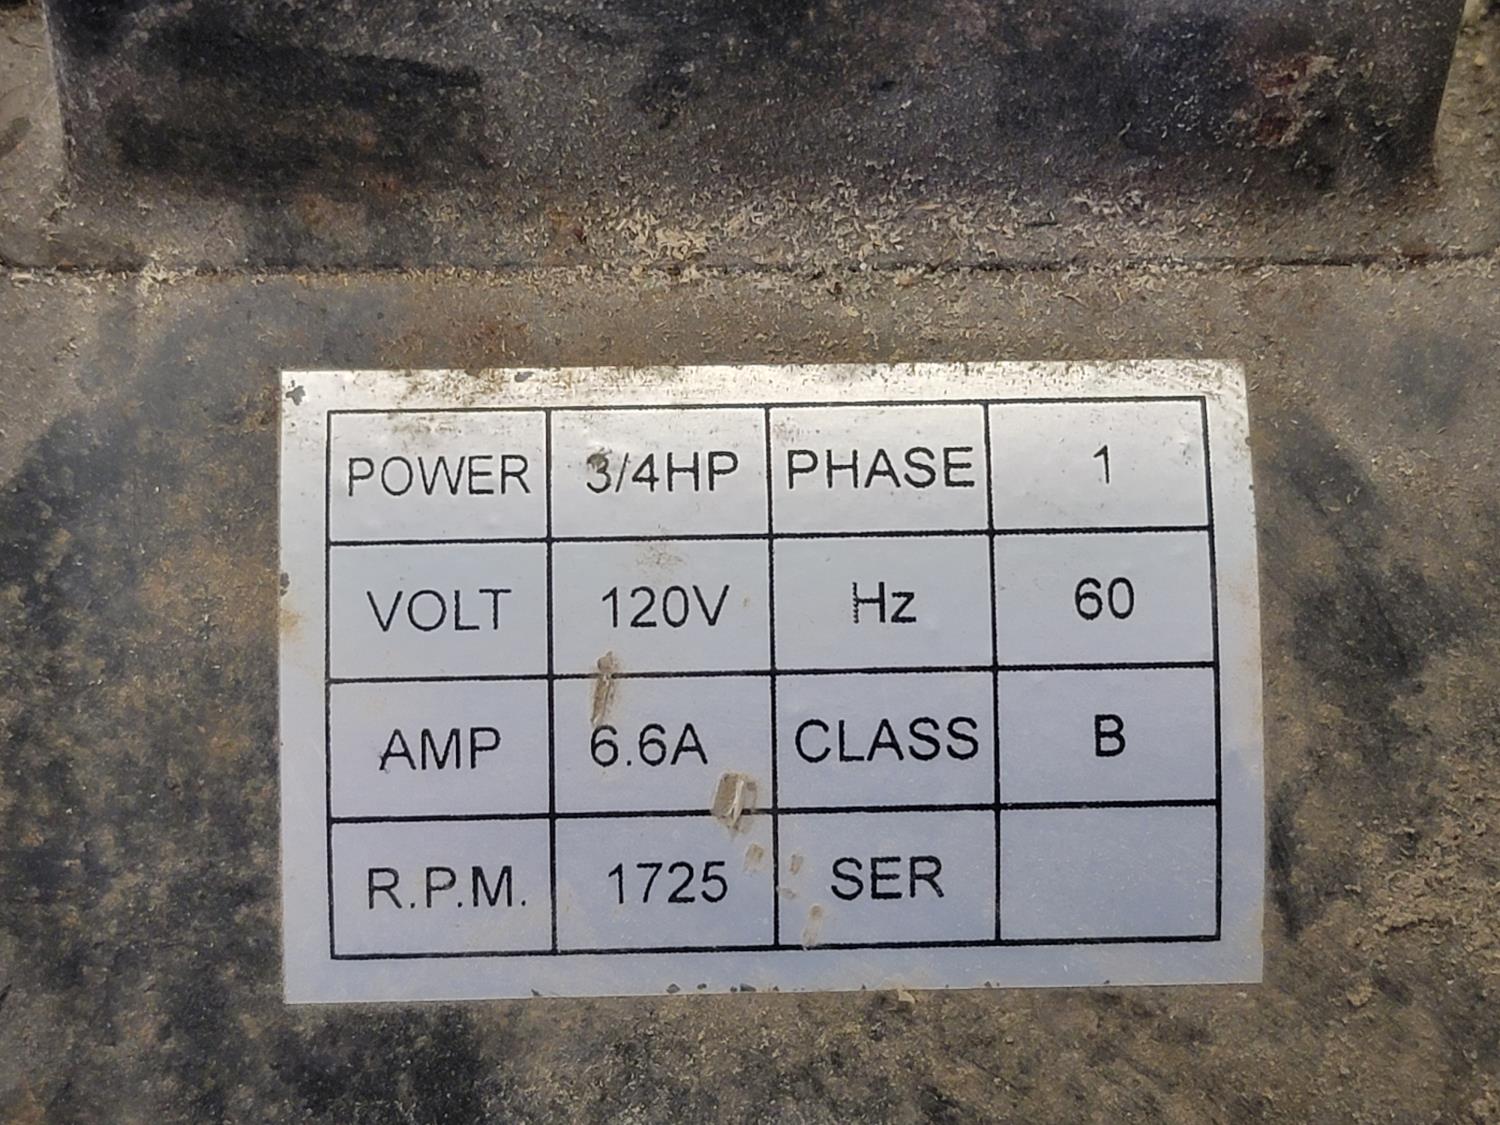 POWER 3/4HP PHASE 1
VOLT 120V Hz 60
AMP 6.6A CLASS B
R.P.M. 1725 SER